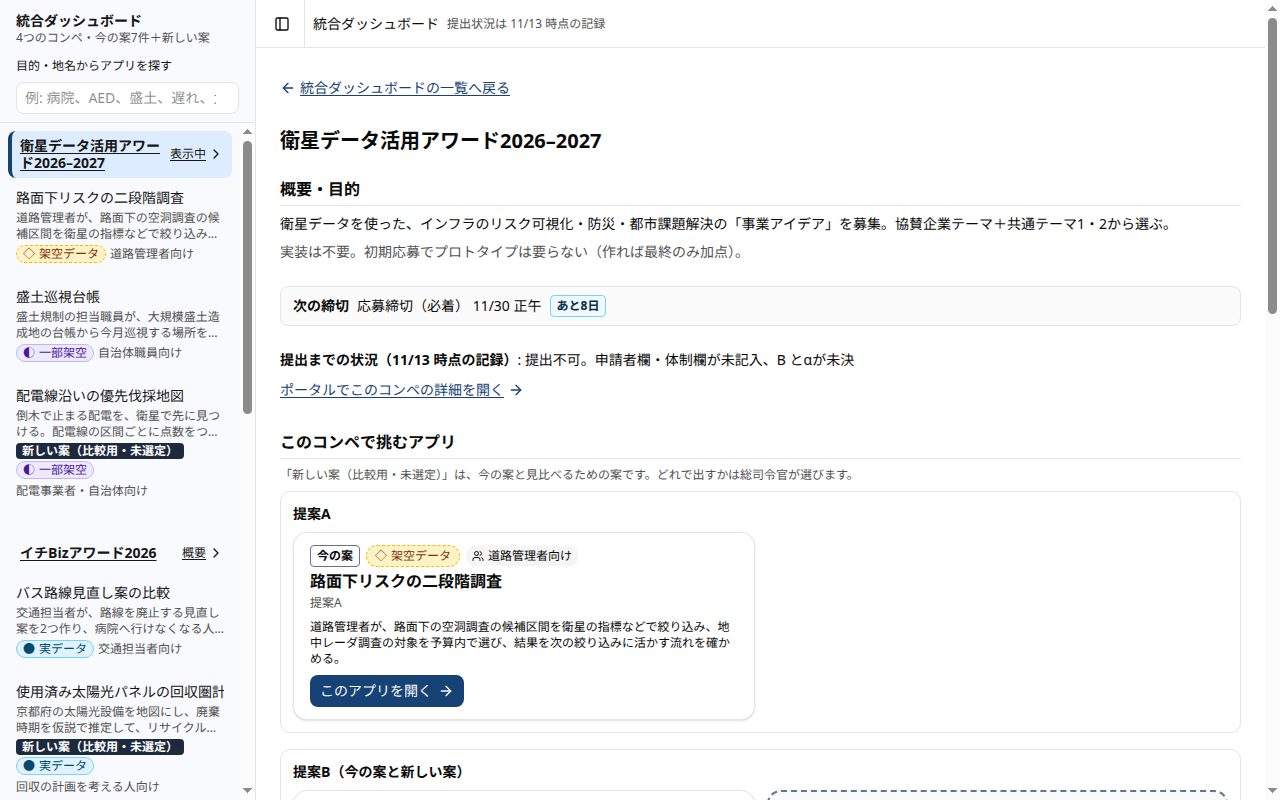 統合ダッシュボード
4つのコンペ・今の案7件＋新しい案
目的・地名からアプリを探す
例: 病院、AED、盛土、遅れ、
衛星データ活用アワー
ド2026–2027
表示中
路面下リスクの二段階調査
道路管理者が、路面下の空洞調査の候
補区間を衛星の指標などで絞り込み…
◇ 架空データ 道路管理者向け
盛土巡視台帳
盛土規制の担当職員が、大規模盛土造
成地の台帳から今月巡視する場所を…
一部架空 自治体職員向け
配電線沿いの優先伐採地図
倒木で止まる配電を、衛星で先に見つ
ける。配電線の区間ごとに点数をつ…
新しい案（比較用・未選定）
一部架空
配電事業者・自治体向け
イチBizアワード2026 概要
バス路線見直し案の比較
交通担当者が、路線を廃止する見直し
案を2つ作り、病院へ行けなくなる人…
実データ 交通担当者向け
使用済み太陽光パネルの回収圏計
京都府の太陽光設備を地図にし、廃棄
時期を仮説で推定して、リサイクル…
新しい案（比較用・未選定）
実データ
回収の計画を考える人向け
統合ダッシュボード 提出状況は 11/13 時点の記録
← 統合ダッシュボードの一覧へ戻る
衛星データ活用アワード2026–2027
概要・目的
衛星データを使った、インフラのリスク可視化・防災・都市課題解決の「事業アイデア」を募集。協賛企業テーマ＋共通テーマ1・2から選ぶ。
実装は不要。初期応募でプロトタイプは要らない（作れば最終のみ加点）。
次の締切 応募締切（必着） 11/30 正午 あと8日
提出までの状況（11/13 時点の記録）: 提出不可。申請者欄・体制欄が未記入、B とαが未決
ポータルでこのコンペの詳細を開く →
このコンペで挑むアプリ
「新しい案（比較用・未選定）」は、今の案と見比べるための案です。どれで出すかは総司令官が選びます。
提案A
今の案 ◇ 架空データ 道路管理者向け
路面下リスクの二段階調査
提案A
道路管理者が、路面下の空洞調査の候補区間を衛星の指標などで絞り込み、地
中レーダ調査の対象を予算内で選び、結果を次の絞り込みに活かす流れを確か
める。
このアプリを開く →
提案B（今の案と新しい案）